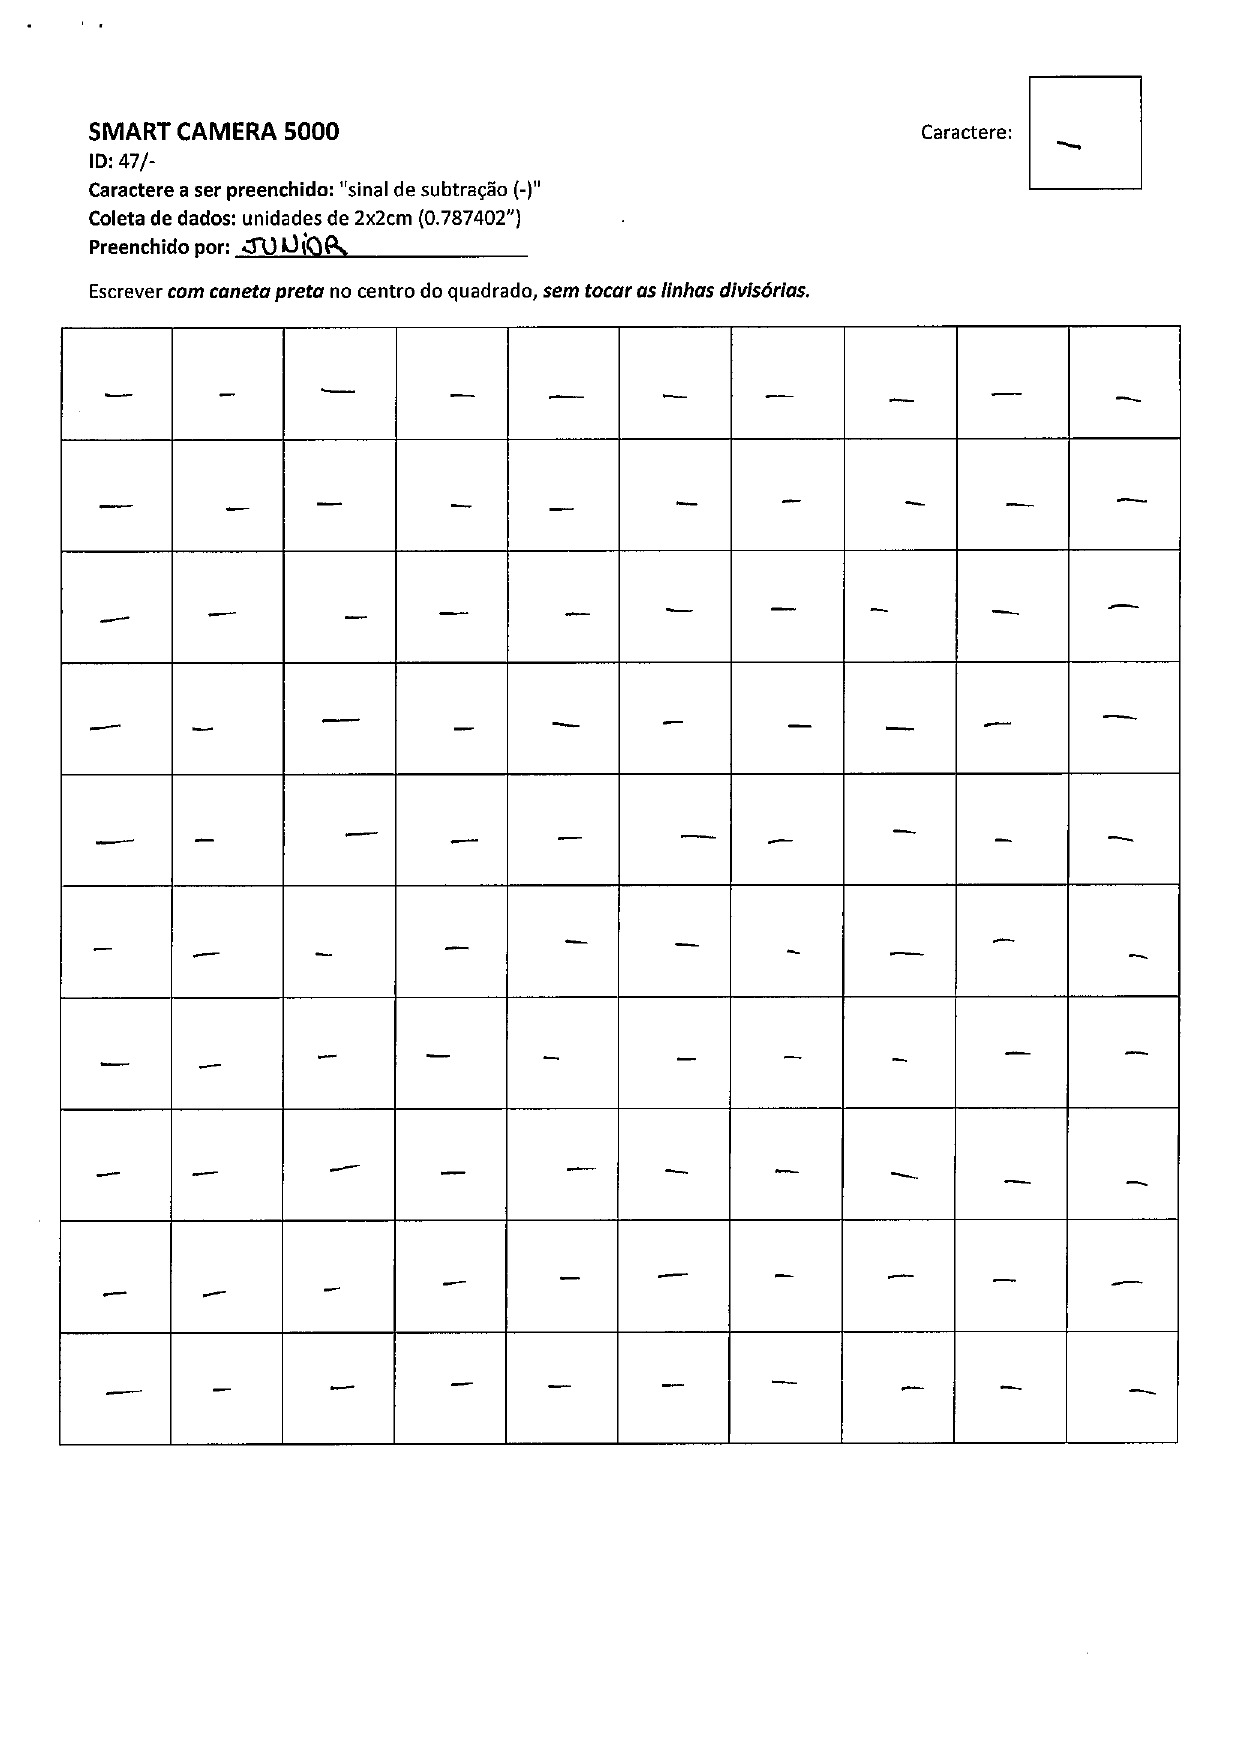 SMART CAMERA 5000
Caractere: -
ID: 47/-
Caractere a ser preenchido: "sinal de subtração (-)"
Coleta de dados: unidades de 2x2cm (0.787402")
Preenchido por: JUNiOR
Escrever com caneta preta no centro do quadrado, sem tocar as linhas divisórias.
- - - - - - - - - -
- - - - - - - - - -
- - - - - - - - - -
- - - - - - - - - -
- - - - - - - - - -
- - - - - - - - - -
- - - - - - - - - -
- - - - - - - - - -
- - - - - - - - - -
- - - - - - - - - -